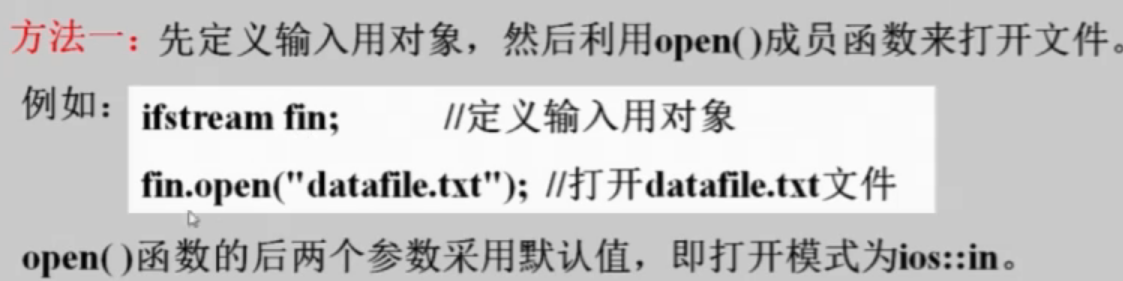 方法一：先定义输入用对象，然后利用open()成员函数来打开文件。
例如：ifstream fin; //定义输入用对象
fin.open("datafile.txt"); //打开datafile.txt文件
open( )函数的后两个参数采用默认值，即打开模式为ios::in。